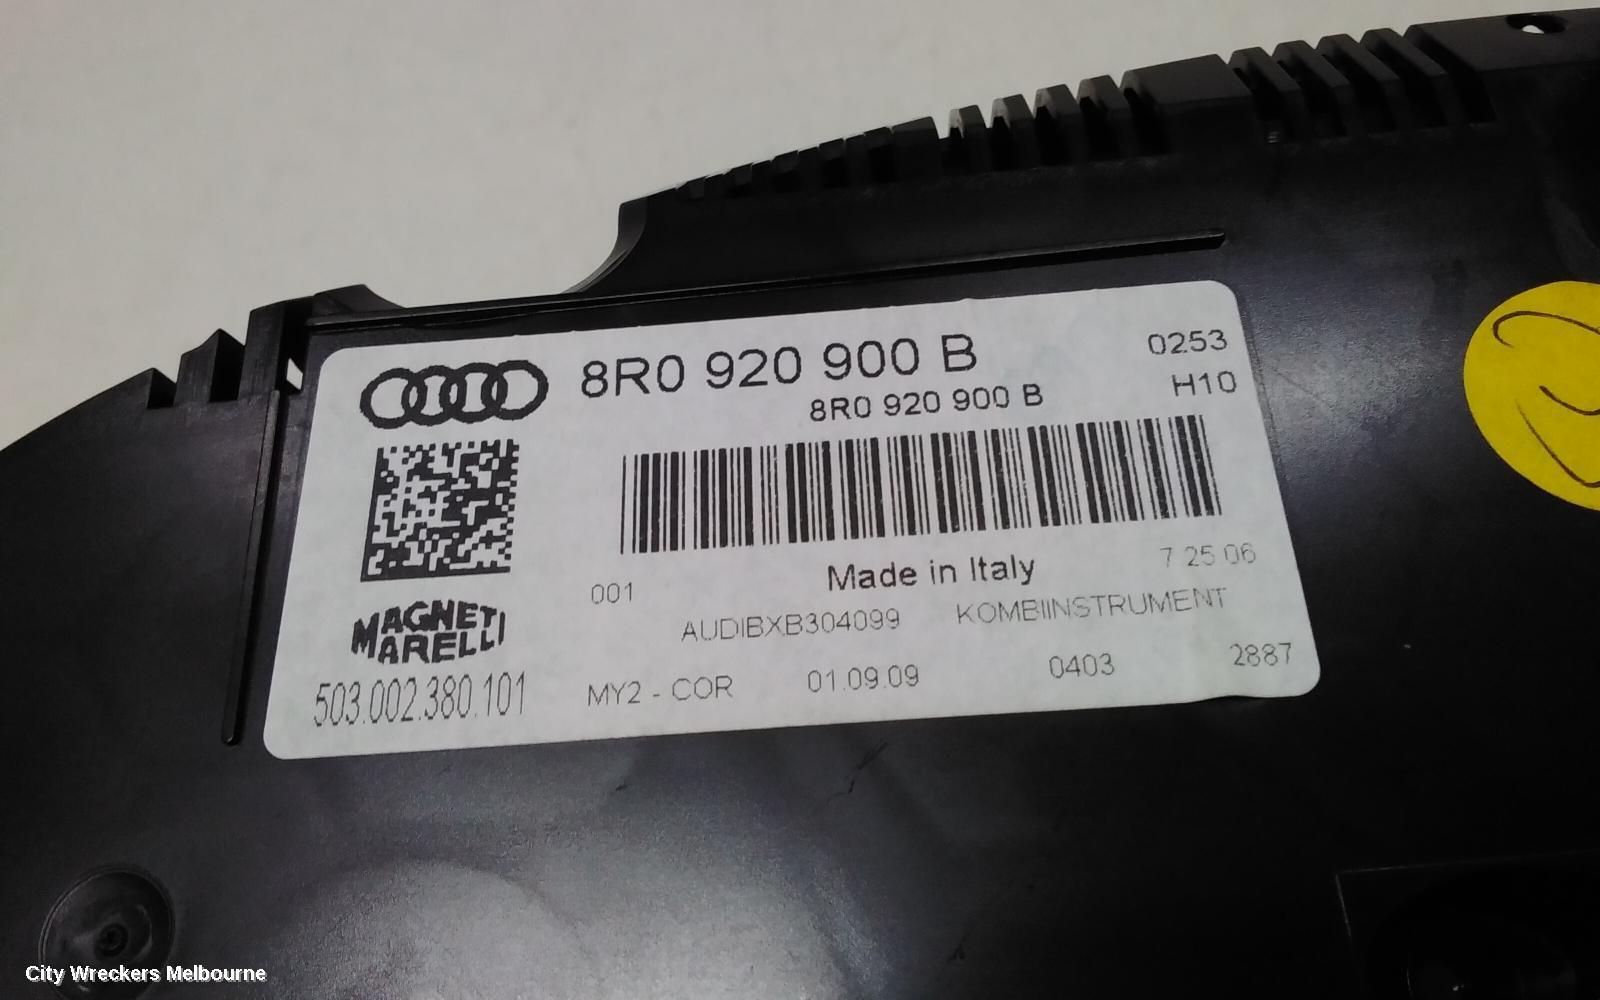 8R0 920 900 B
0253
8R0 920 900 B
H10
001
Made in Italy
7 25 06
MAGNETI
MARELLI
AUDIBXB304099
KOMBIINSTRUMENT
503.002.380.101
MY2 - COR
01.09.09
0403
2887
City Wreckers Melbourne